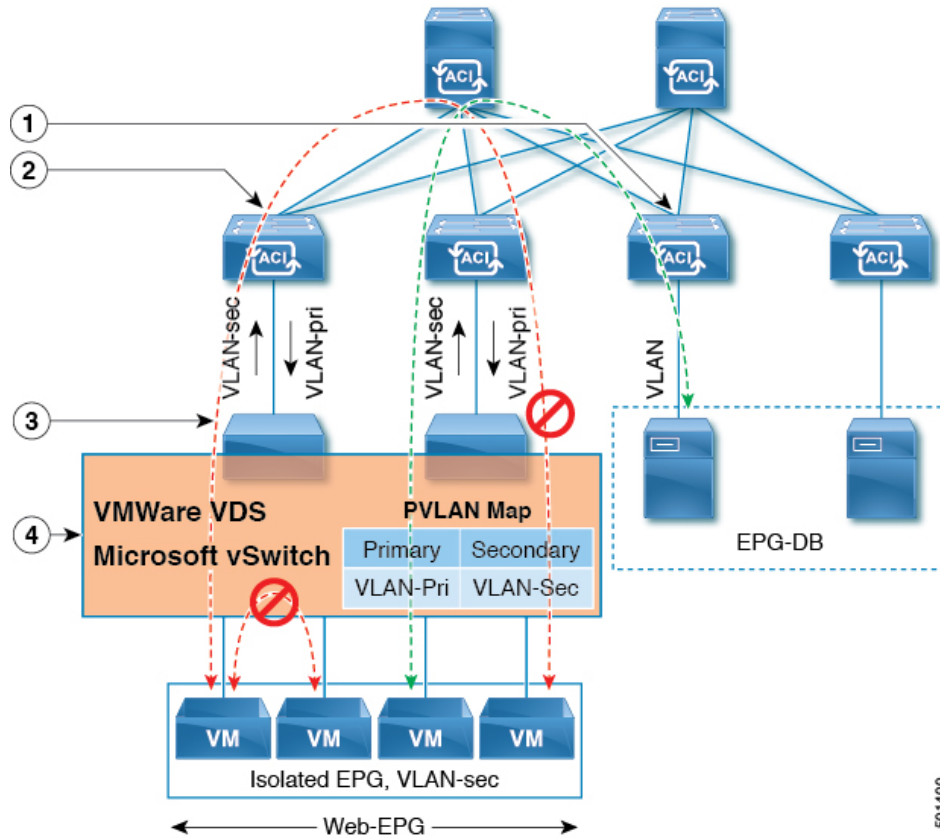 ACI
ACI
1
2
ACI
ACI
ACI
ACI
VLAN-sec
VLAN-pri
VLAN-sec
VLAN-pri
VLAN
3
4
VMWare VDS
Microsoft vSwitch
PVLAN Map
Primary Secondary
VLAN-Pri VLAN-Sec
EPG-DB
VM VM VM VM
Isolated EPG, VLAN-sec
Web-EPG